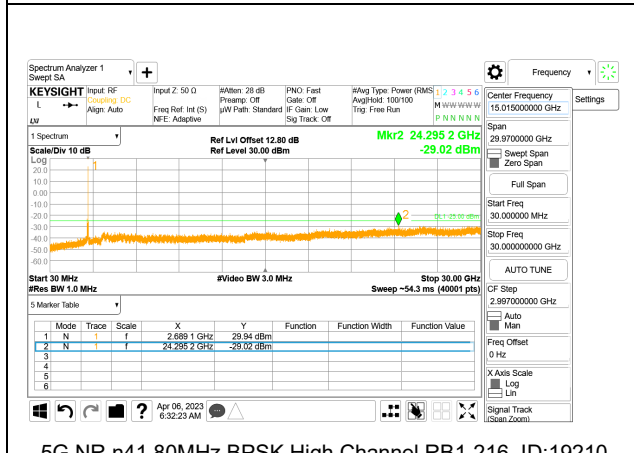 Spectrum Analyzer 1
Swept SA
+
Frequency
KEYSIGHT Input: RF Input Z: 50 Ω #Atten: 28 dB PNO: Fast #Avg Type: Power (RMS 1 2 3 4 5 6
L Coupling: DC Preamp: Off Gate: Off Avg|Hold: 100/100 M W W W W W
Align: Auto Freq Ref: Int (S) µW Path: Standard IF Gain: Low Trig: Free Run
NFE: Adaptive Sig Track: Off P N N N N N
Center Frequency
15.015000000 GHz
Settings
Span
29.9700000 GHz
Swept Span
Zero Span
Full Span
Start Freq
30.000000 MHz
Stop Freq
30.00000000 GHz
AUTO TUNE
CF Step
2.997000000 GHz
Auto
Man
Freq Offset
0 Hz
X Axis Scale
Log
Lin
Signal Track
(Span Zoom)
1 Spectrum
Scale/Div 10 dB
Ref Lvl Offset 12.80 dB
Ref Level 30.00 dBm
Mkr2 24.295 2 GHz
-29.02 dBm
Log
1
20.0
10.0
0.00
-10.0
-20.0
2
DL1 -25.00 dBm
-30.0
-40.0
-50.0
-60.0
Start 30 MHz #Video BW 3.0 MHz Stop 30.00 GHz
#Res BW 1.0 MHz Sweep ~54.3 ms (40001 pts)
5 Marker Table
Mode Trace Scale X Y Function Function Width Function Value
1 N 1 f 2.689 1 GHz 29.94 dBm
2 N 1 f 24.295 2 GHz -29.02 dBm
3
4
5
6
?
Apr 06, 2023
6:32:23 AM
5G NR n41 80MHz BPSK High Channel RB1-216, ID:19210